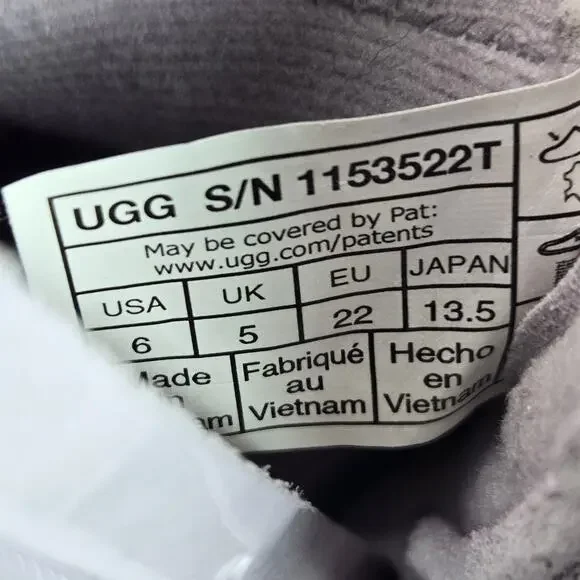 UGG S/N 1153522T
May be covered by Pat:
www.ugg.com/patents
USA UK EU JAPAN
6 5 22 13.5
Made
Fabriqué
au
Vietnam
Hecho
en
Vietnam